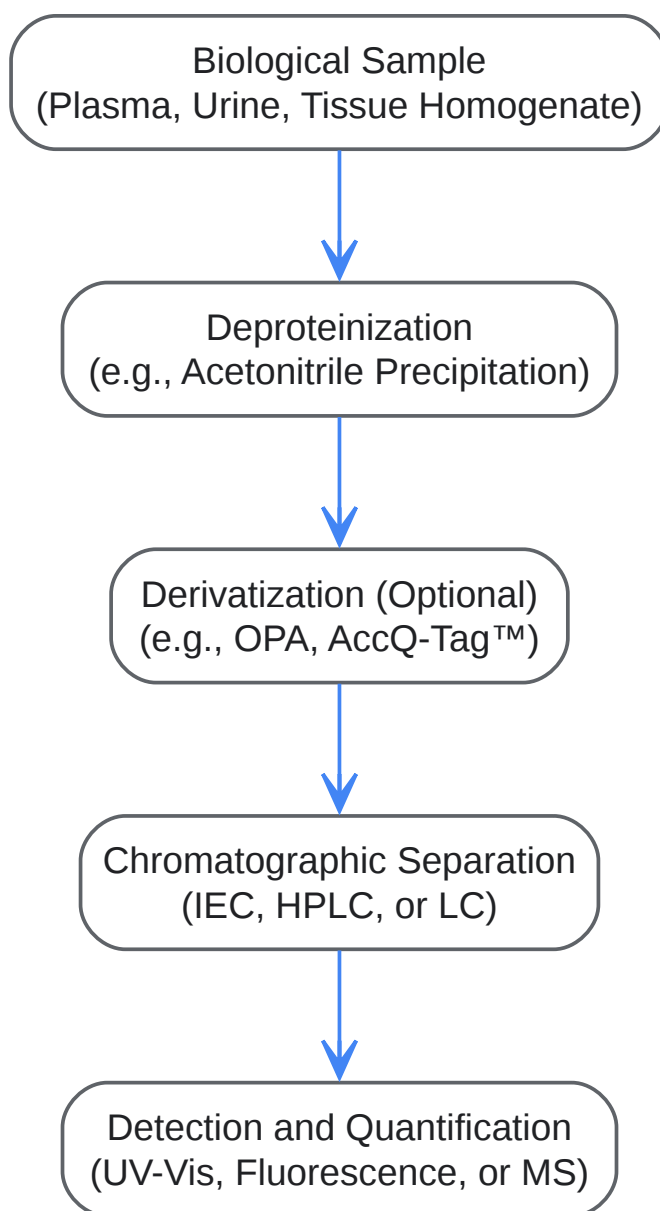 Biological Sample
(Plasma, Urine, Tissue Homogenate)
Deproteinization
(e.g., Acetonitrile Precipitation)
Derivatization (Optional)
(e.g., OPA, AccQ-Tag™)
Chromatographic Separation
(IEC, HPLC, or LC)
Detection and Quantification
(UV-Vis, Fluorescence, or MS)